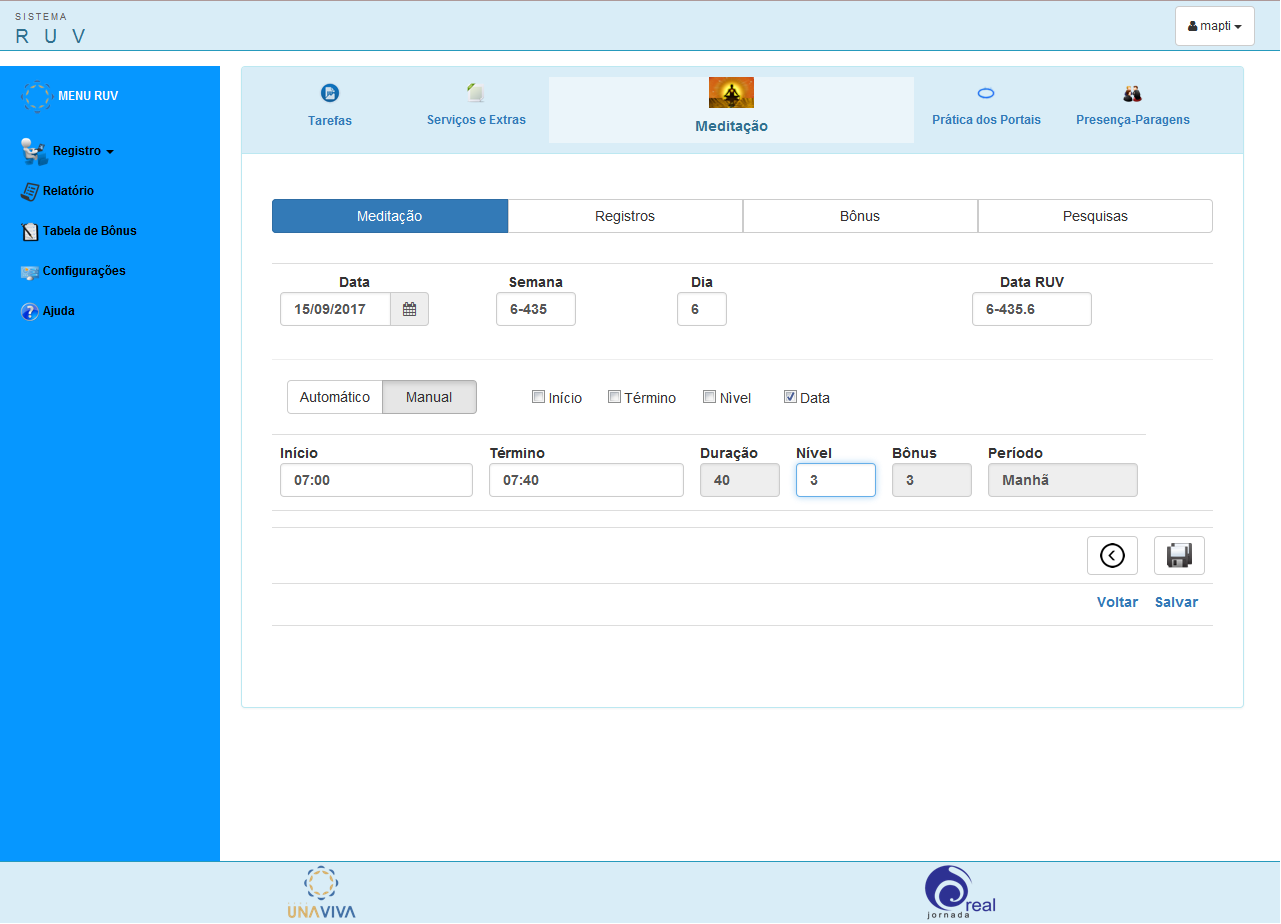 SISTEMA
R U V
mapti
MENU RUV
Registro
Relatório
Tabela de Bônus
Configurações
Ajuda
Tarefas
Serviços e Extras
Meditação
Prática dos Portais
Presença-Paragens
Meditação Registros Bônus Pesquisas
Data Semana Dia Data RUV
15/09/2017 6-435 6 6-435.6
Automático Manual Início Término Nìvel Data
Início Término Duração Nível Bônus Período
07:00 07:40 40 3 3 Manhã
Voltar Salvar
UNAVIVA
real
jornada